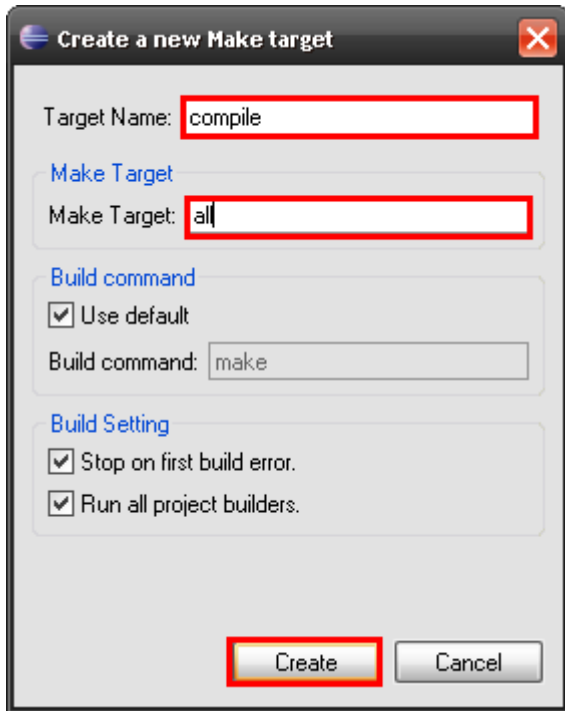 Create a new Make target
Target Name: compile
Make Target
Make Target: all
Build command
Use default
Build command: make
Build Setting
Stop on first build error.
Run all project builders.
Create Cancel